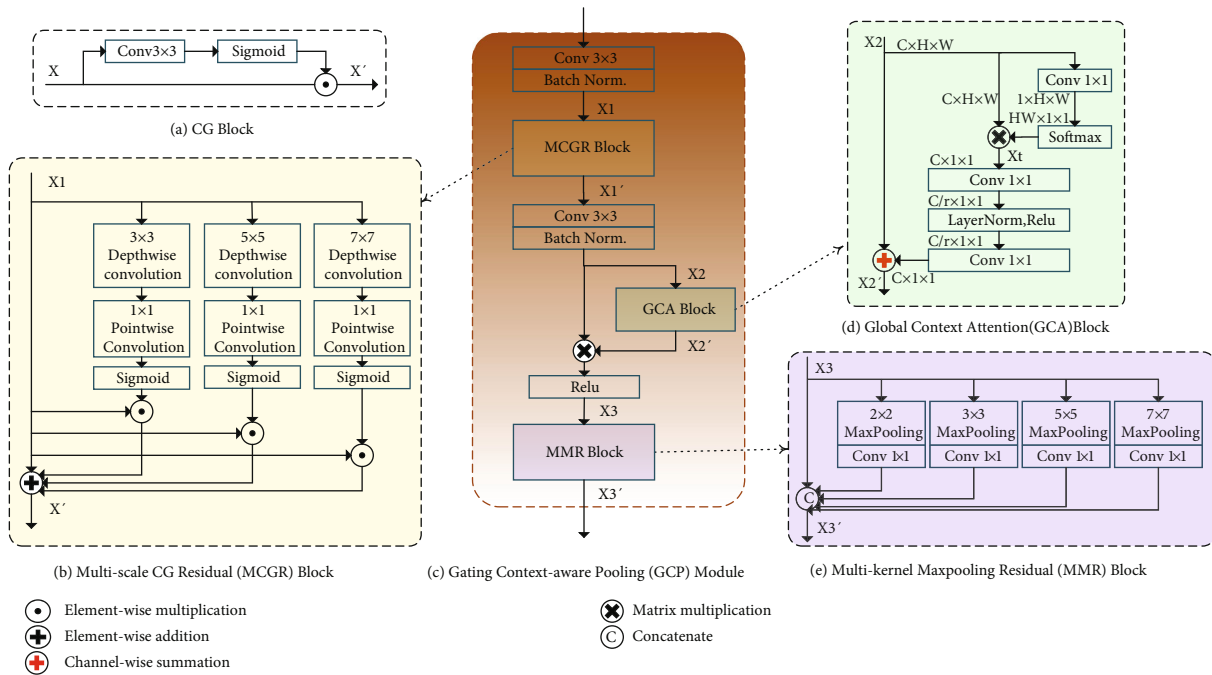 X
Conv3×3
Sigmoid
X′
(a) CG Block
X1
3×3
Depthwise
convolution
5×5
Depthwise
convolution
7×7
Depthwise
convolution
1×1
Pointwise
Convolution
1×1
Pointwise
Convolution
1×1
Pointwise
Convolution
Sigmoid
Sigmoid
Sigmoid
X′
(b) Multi-scale CG Residual (MCGR) Block
Conv 3×3
Batch Norm.
X1
MCGR Block
X1′
Conv 3×3
Batch Norm.
X2
GCA Block
X2′
Relu
X3
MMR Block
X3′
(c) Gating Context-aware Pooling (GCP) Module
X2
C×H×W
Conv 1×1
C×H×W
1×H×W
HW×1×1
Softmax
Xt
C×1×1
Conv 1×1
C/r×1×1
LayerNorm,Relu
C/r×1×1
Conv 1×1
C×1×1
X2′
(d) Global Context Attention(GCA)Block
X3
2×2
MaxPooling
Conv 1×1
3×3
MaxPooling
Conv 1×1
5×5
MaxPooling
Conv 1×1
7×7
MaxPooling
Conv 1×1
C
X3′
(e) Multi-kernel Maxpooling Residual (MMR) Block
Element-wise multiplication
Element-wise addition
Channel-wise summation
Matrix multiplication
C Concatenate